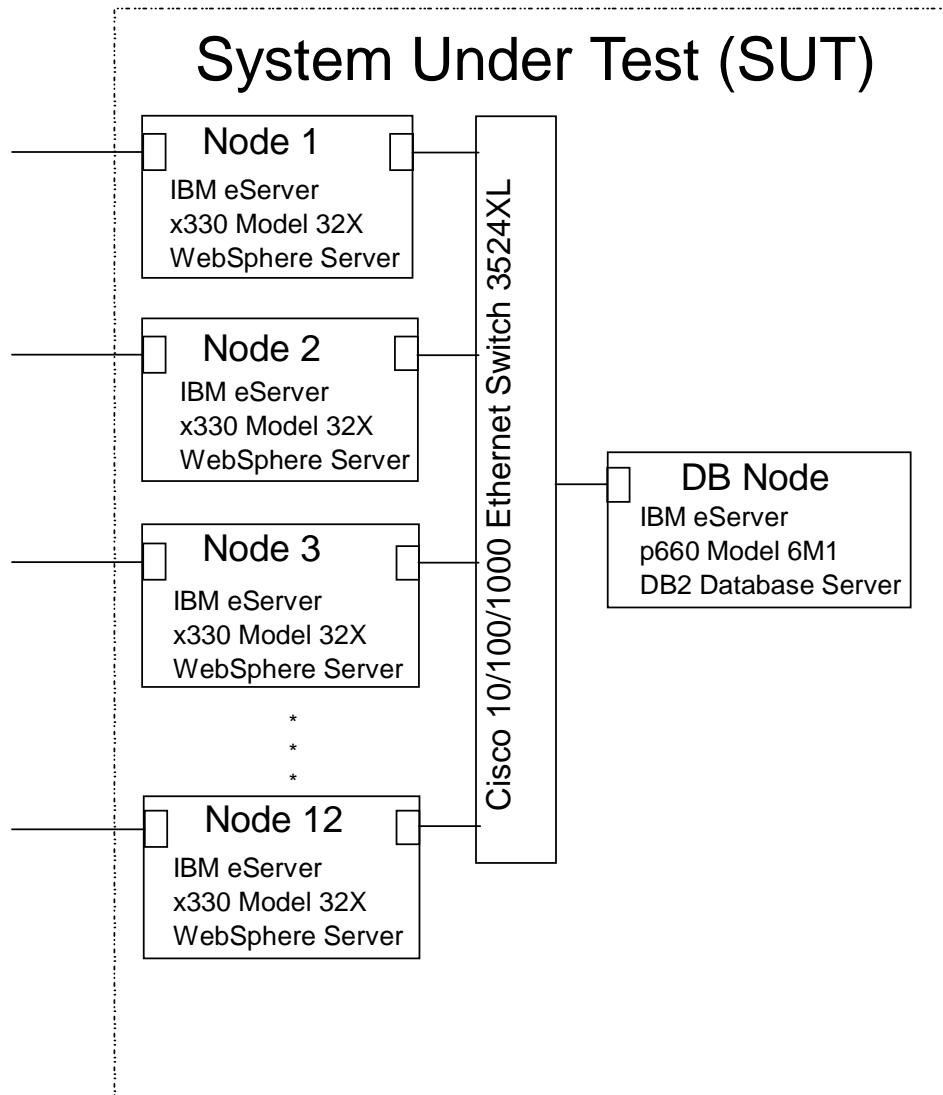 System Under Test (SUT)
Node 1
IBM eServer
x330 Model 32X
WebSphere Server
Node 2
IBM eServer
x330 Model 32X
WebSphere Server
Node 3
IBM eServer
x330 Model 32X
WebSphere Server
*
*
*
Node 12
IBM eServer
x330 Model 32X
WebSphere Server
Cisco 10/100/1000 Ethernet Switch 3524XL
DB Node
IBM eServer
p660 Model 6M1
DB2 Database Server